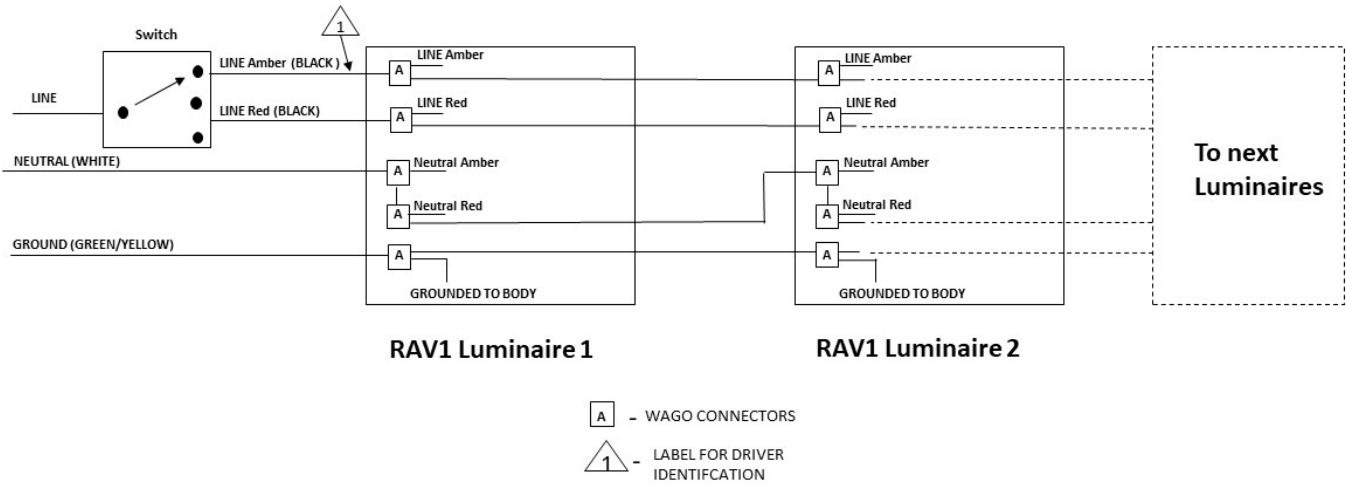 1
Switch
LINE Amber (BLACK )
LINE
LINE Red (BLACK)
NEUTRAL (WHITE)
GROUND (GREEN/YELLOW)
A
LINE Amber
A
LINE Red
A
Neutral Amber
A
Neutral Red
A
GROUNDED TO BODY
RAV1 Luminaire 1
A
LINE Amber
A
LINE Red
A
Neutral Amber
A
Neutral Red
A
GROUNDED TO BODY
RAV1 Luminaire 2
To next
Luminaires
A - WAGO CONNECTORS
1 - LABEL FOR DRIVER
IDENTIFCATION